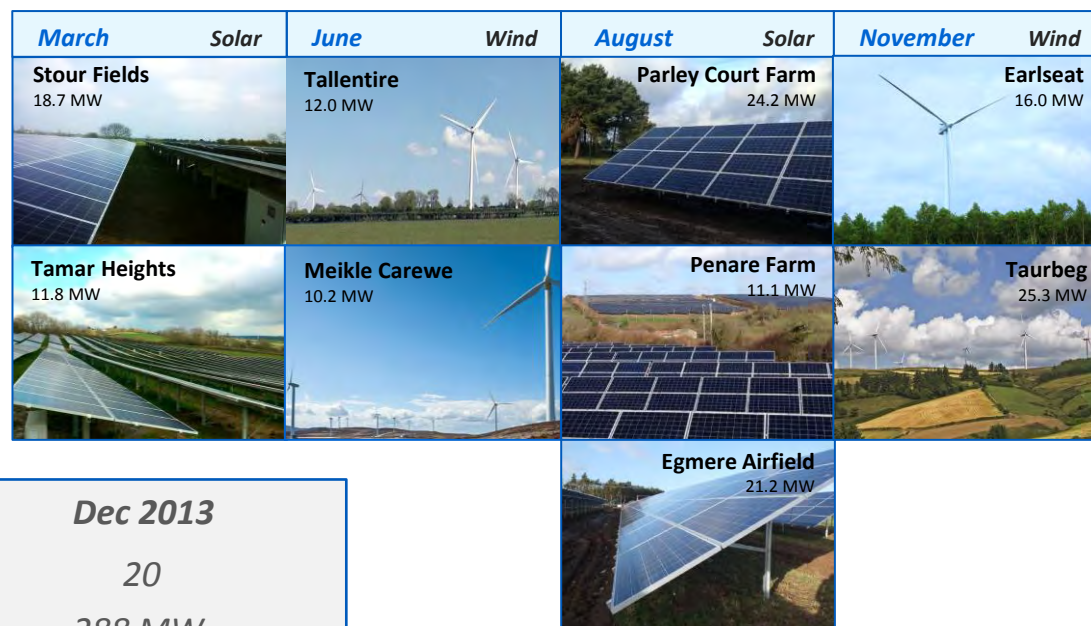 March Solar
Stour Fields
18.7 MW
Tamar Heights
11.8 MW
June Wind
Tallentire
12.0 MW
Meikle Carewe
10.2 MW
August Solar
Parley Court Farm
24.2 MW
Penare Farm
11.1 MW
Egmere Airfield
21.2 MW
November Wind
Earlseat
16.0 MW
Taurbeg
25.3 MW
Dec 2013
20
288 MW